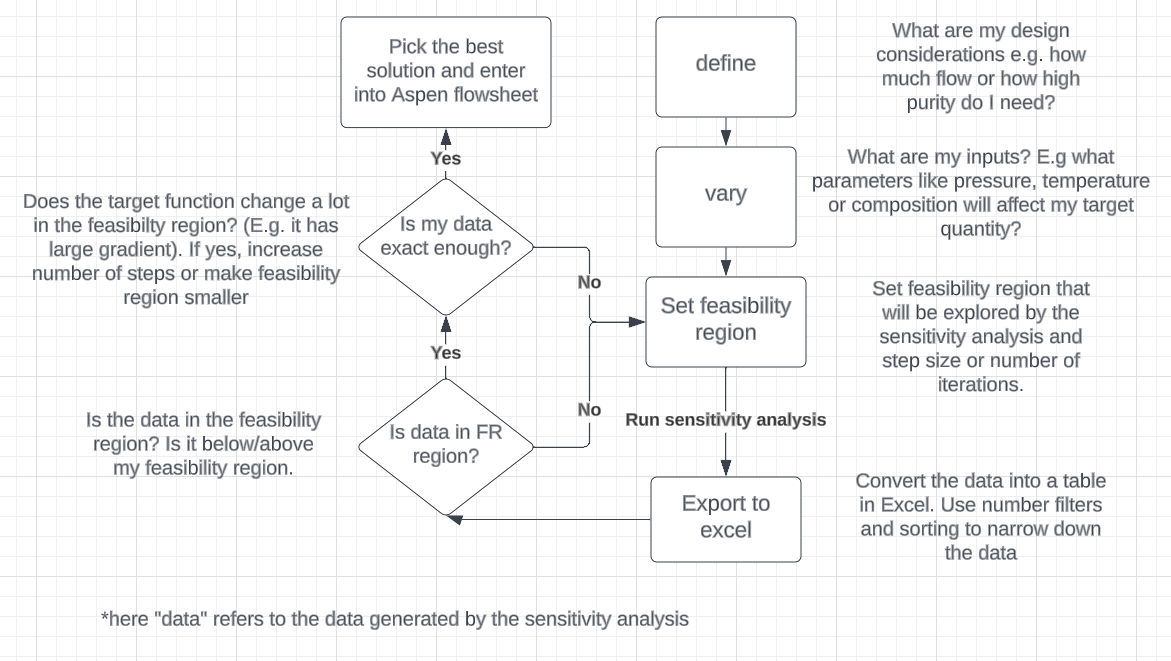 Pick the best
solution and enter
into Aspen flowsheet
define
What are my design
considerations e.g. how
much flow or how high
purity do I need?
Yes
vary
What are my inputs? E.g what
parameters like pressure, temperature
or composition will affect my target
quantity?
Does the target function change a lot
in the feasibilty region? (E.g. it has
large gradient). If yes, increase
number of steps or make feasibility
region smaller
Is my data
exact enough?
No
Set feasibility
region
Set feasibility region that
will be explored by the
sensitivity analysis and
step size or number of
iterations.
Yes
No
Run sensitivity analysis
Is the data in the feasibility
region? Is it below/above
my feasibility region.
Is data in FR
region?
Export to
excel
Convert the data into a table
in Excel. Use number filters
and sorting to narrow down
the data
*here "data" refers to the data generated by the sensitivity analysis